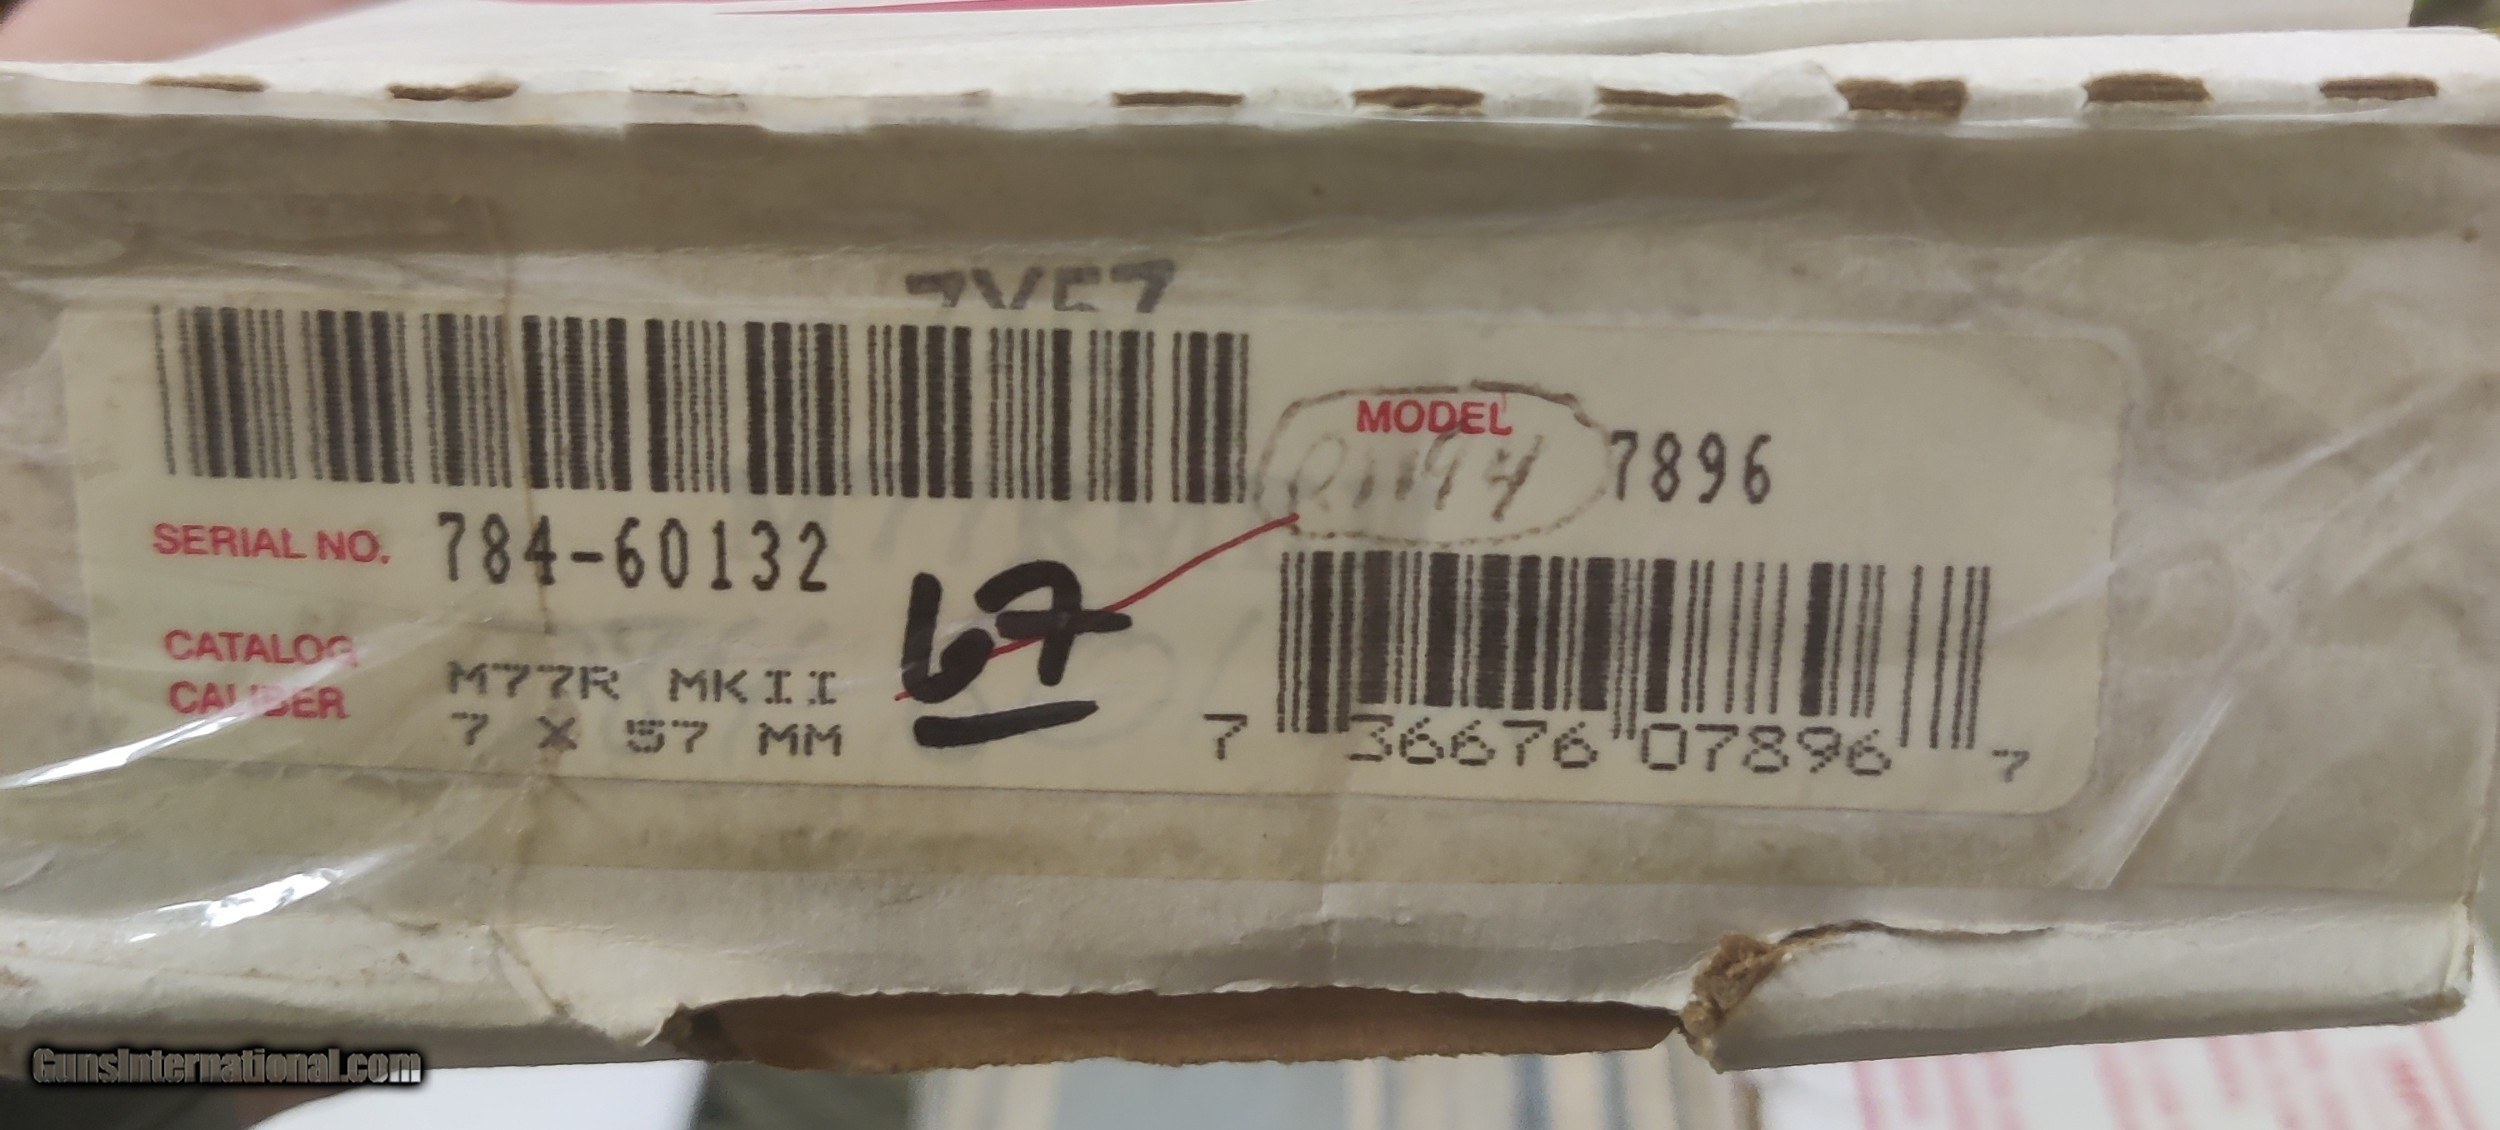 MODEL 7896
SERIAL NO. 784-60132
67
CATALOG M77R MKII
CALIBER 7 X 57 MM
7 36676 07896 7
GunsInternational.com